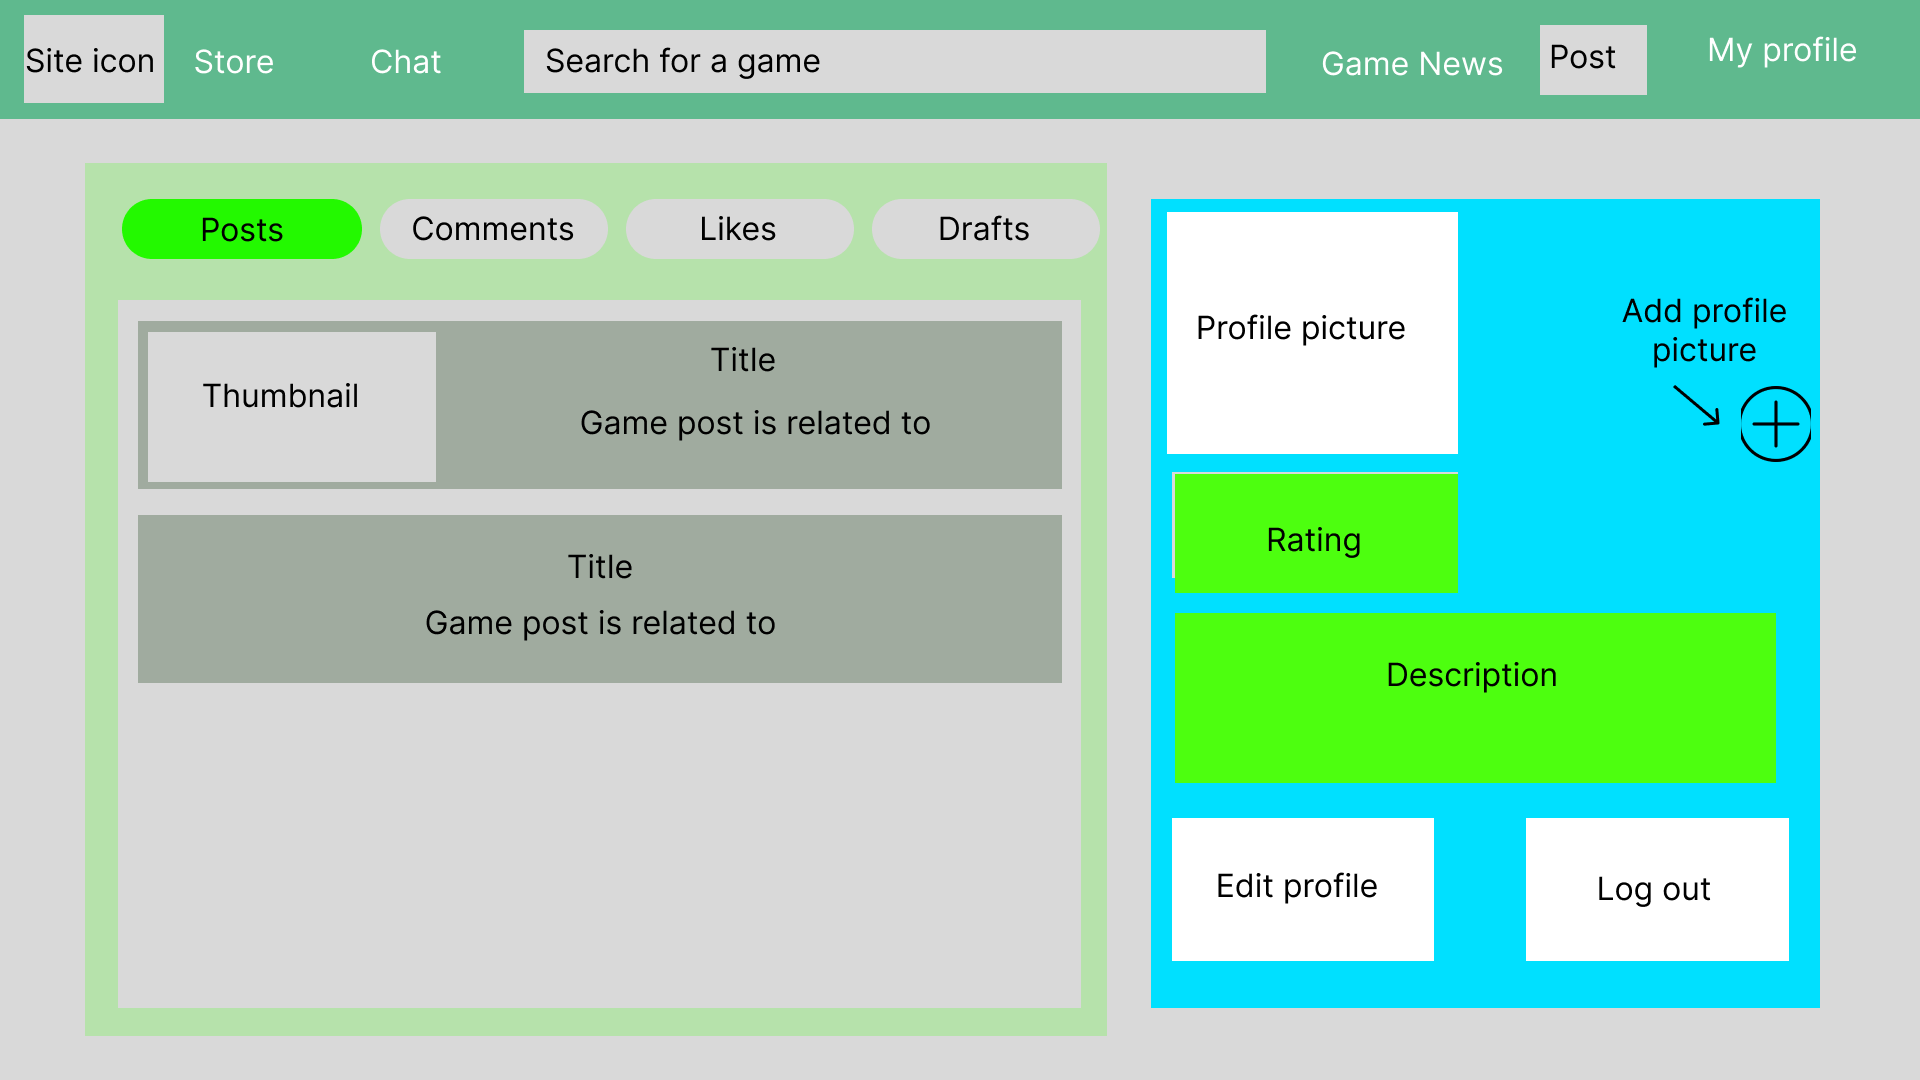 Site icon
Store
Chat
Search for a game
Game News
Post
My profile
Posts
Comments
Likes
Drafts
Thumbnail
Title
Game post is related to
Title
Game post is related to
Profile picture
Add profile
picture
Rating
Description
Edit profile
Log out